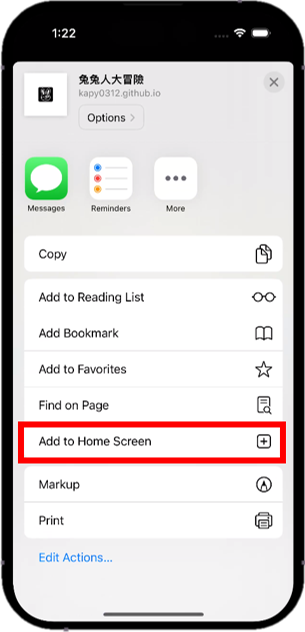 1:22
兔兔人大冒險
kapy0312.github.io
Options
Messages
Reminders
More
Copy
Add to Reading List
Add Bookmark
Add to Favorites
Find on Page
Add to Home Screen
Markup
Print
Edit Actions...